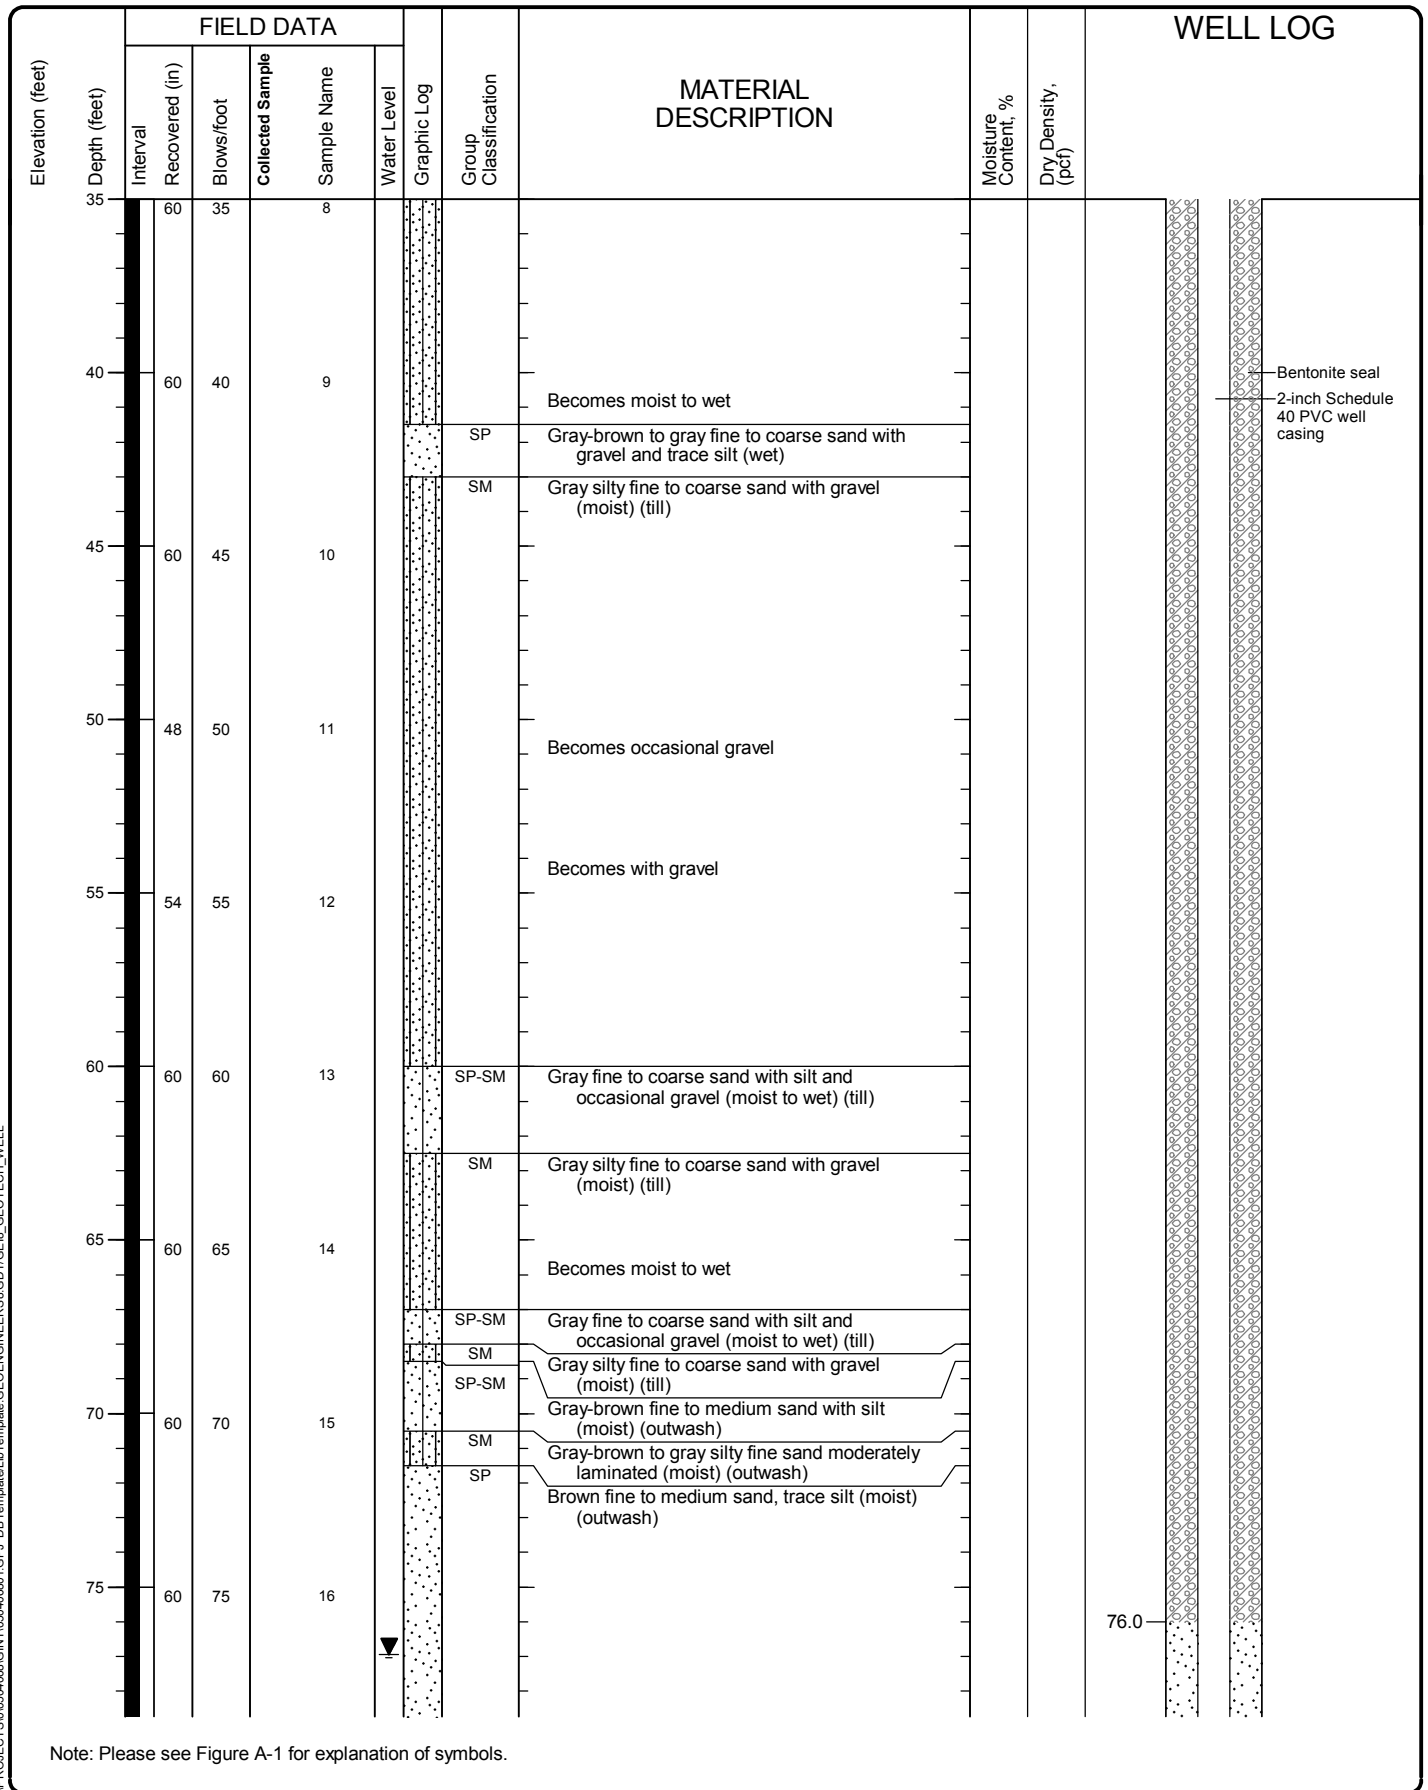 FIELD DATA
WELL LOG
Elevation (feet)
Depth (feet)
Interval
Recovered (in)
Blows/foot
Collected Sample
Sample Name
Water Level
Graphic Log
Group
Classification
MATERIAL
DESCRIPTION
Moisture
Content, %
Dry Density,
(pcf)
35
60 35 8
40
60 40 9
Becomes moist to wet
Bentonite seal
2-inch Schedule
40 PVC well
casing
SP Gray-brown to gray fine to coarse sand with
gravel and trace silt (wet)
SM Gray silty fine to coarse sand with gravel
(moist) (till)
45
60 45 10
50
48 50 11
Becomes occasional gravel
Becomes with gravel
55
54 55 12
60
60 60 13 SP-SM Gray fine to coarse sand with silt and
occasional gravel (moist to wet) (till)
SM Gray silty fine to coarse sand with gravel
(moist) (till)
65
60 65 14
Becomes moist to wet
SP-SM Gray fine to coarse sand with silt and
occasional gravel (moist to wet) (till)
SM Gray silty fine to coarse sand with gravel
(moist) (till)
SP-SM Gray-brown fine to medium sand with silt
(moist) (outwash)
70
60 70 15
SM Gray-brown to gray silty fine sand moderately
laminated (moist) (outwash)
SP Brown fine to medium sand, trace silt (moist)
(outwash)
75
60 75 16
76.0
Note: Please see Figure A-1 for explanation of symbols.